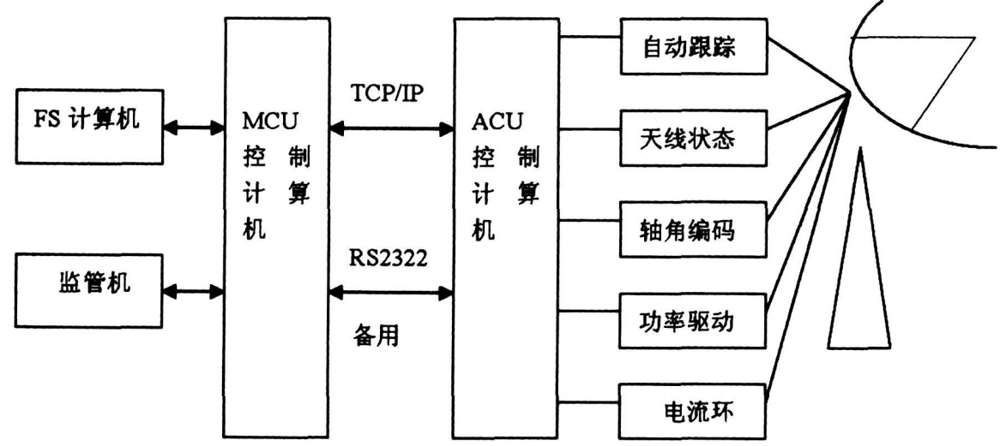 FS 计算机
监管机
MCU
控 制
计 算
机
TCP/IP
RS2322
备用
ACU
控 制
计 算
机
自动跟踪
天线状态
轴角编码
功率驱动
电流环